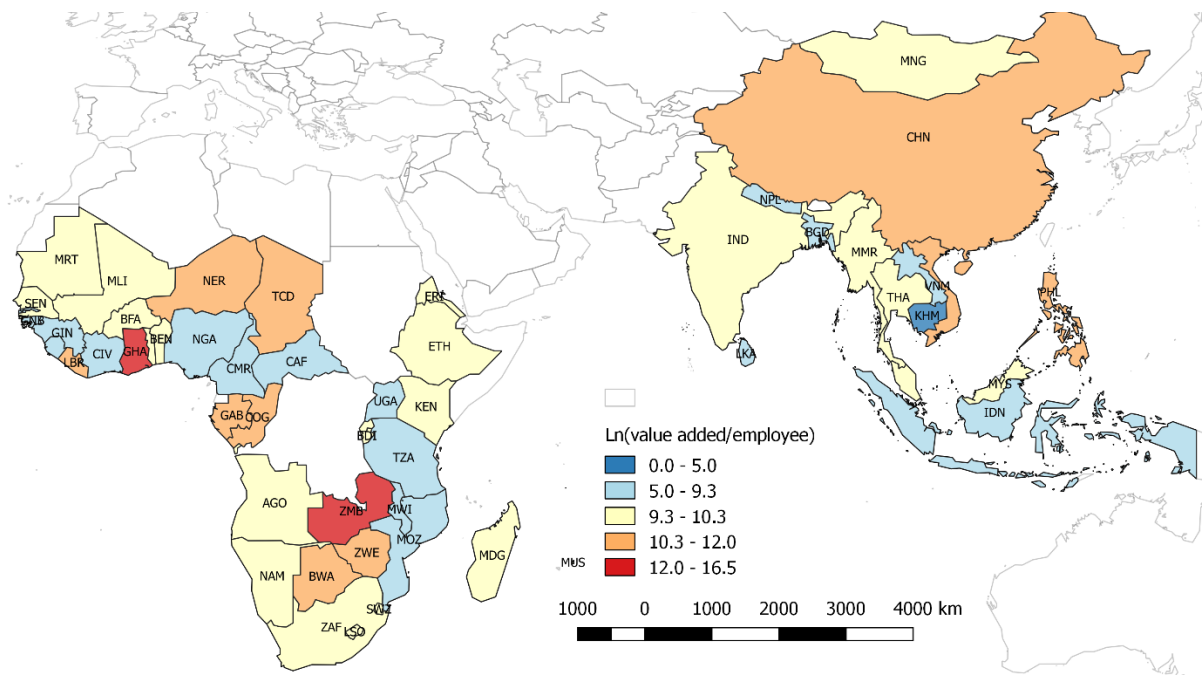 MNG
CHN
NPL
BGD
IND
MMR
VNM
THA
KHM
PHL
LKA
MYS
IDN
MRT
MLI
NER
TCD
SEN
GNB
BFA
ERI
GIN
BEN
NGA
ETH
CIV
GHA
LBR
CMR
CAF
UGA
KEN
GAB
COG
BDI
TZA
AGO
ZMB
MWI
MOZ
ZWE
MDG
MUS
NAM
BWA
SWZ
ZAF
LSO
Ln(value added/employee)
0.0 - 5.0
5.0 - 9.3
9.3 - 10.3
10.3 - 12.0
12.0 - 16.5
1000 0 1000 2000 3000 4000 km